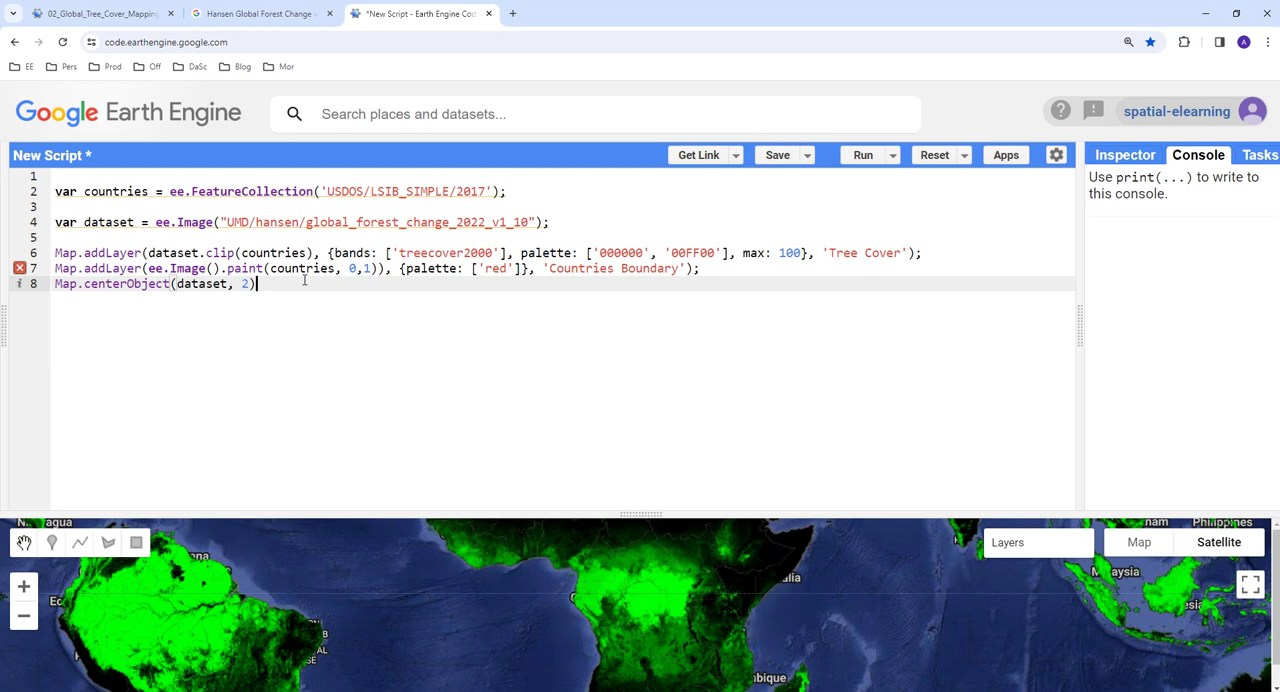 02_Global_Tree_Cover_Mapping
Hansen Global Forest Change v
*New Script - Earth Engine Cod
code.earthengine.google.com
EE
Pers
Prod
Off
DaSc
Blog
Mor
Google Earth Engine
Search places and datasets...
spatial-elearning
New Script *
Get Link
Save
Run
Reset
Apps
Inspector
Console
Tasks
1
2 var countries = ee.FeatureCollection('USDOS/LSIB_SIMPLE/2017');
3
4 var dataset = ee.Image("UMD/hansen/global_forest_change_2022_v1_10");
5
6 Map.addLayer(dataset.clip(countries), {bands: ['treecover2000'], palette: ['000000', '00FF00'], max: 100}, 'Tree Cover');
7 Map.addLayer(ee.Image().paint(countries, 0,1)), {palette: ['red']}, 'Countries Boundary');
i 8 Map.centerObject(dataset, 2)
Use print(...) to write to
this console.
Layers
Map
Satellite
Malaysia
Philippines